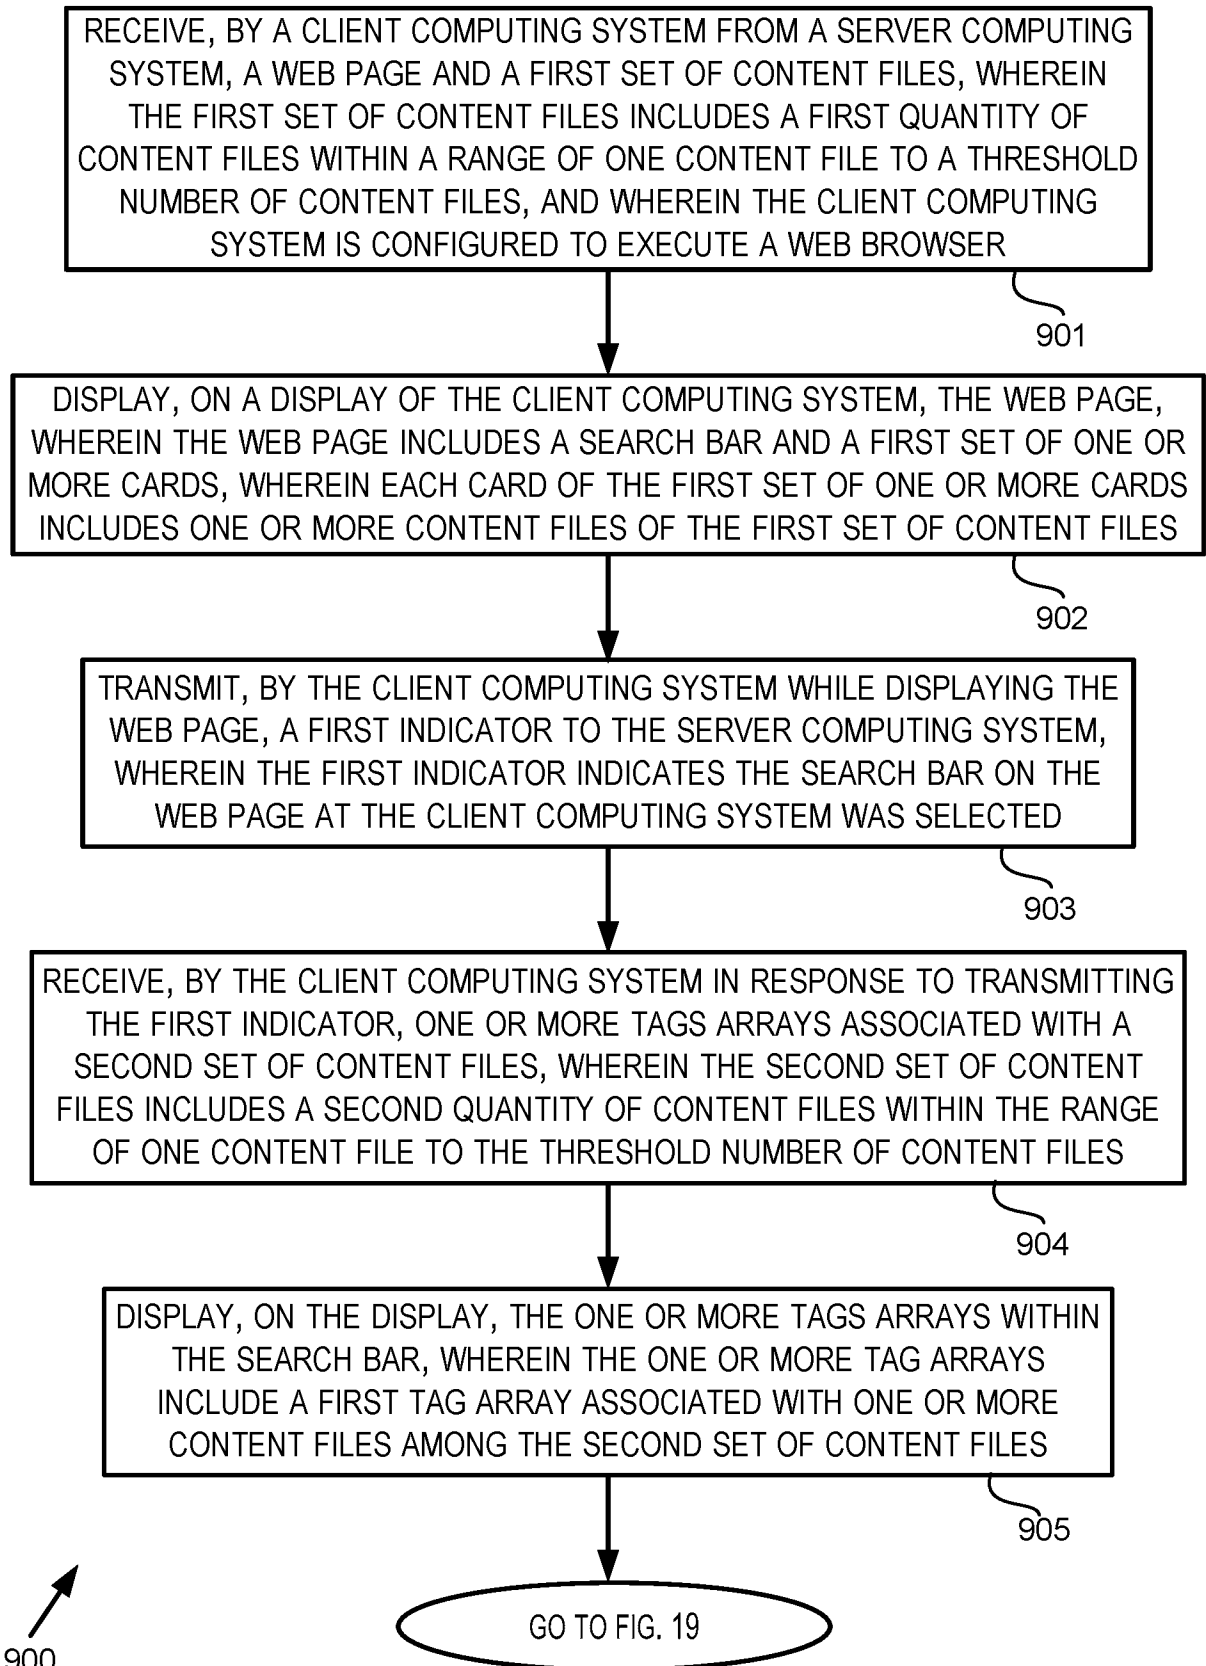 RECEIVE, BY A CLIENT COMPUTING SYSTEM FROM A SERVER COMPUTING
SYSTEM, A WEB PAGE AND A FIRST SET OF CONTENT FILES, WHEREIN
THE FIRST SET OF CONTENT FILES INCLUDES A FIRST QUANTITY OF
CONTENT FILES WITHIN A RANGE OF ONE CONTENT FILE TO A THRESHOLD
NUMBER OF CONTENT FILES, AND WHEREIN THE CLIENT COMPUTING
SYSTEM IS CONFIGURED TO EXECUTE A WEB BROWSER
901
DISPLAY, ON A DISPLAY OF THE CLIENT COMPUTING SYSTEM, THE WEB PAGE,
WHEREIN THE WEB PAGE INCLUDES A SEARCH BAR AND A FIRST SET OF ONE OR
MORE CARDS, WHEREIN EACH CARD OF THE FIRST SET OF ONE OR MORE CARDS
INCLUDES ONE OR MORE CONTENT FILES OF THE FIRST SET OF CONTENT FILES
902
TRANSMIT, BY THE CLIENT COMPUTING SYSTEM WHILE DISPLAYING THE
WEB PAGE, A FIRST INDICATOR TO THE SERVER COMPUTING SYSTEM,
WHEREIN THE FIRST INDICATOR INDICATES THE SEARCH BAR ON THE
WEB PAGE AT THE CLIENT COMPUTING SYSTEM WAS SELECTED
903
RECEIVE, BY THE CLIENT COMPUTING SYSTEM IN RESPONSE TO TRANSMITTING
THE FIRST INDICATOR, ONE OR MORE TAGS ARRAYS ASSOCIATED WITH A
SECOND SET OF CONTENT FILES, WHEREIN THE SECOND SET OF CONTENT
FILES INCLUDES A SECOND QUANTITY OF CONTENT FILES WITHIN THE RANGE
OF ONE CONTENT FILE TO THE THRESHOLD NUMBER OF CONTENT FILES
904
DISPLAY, ON THE DISPLAY, THE ONE OR MORE TAGS ARRAYS WITHIN
THE SEARCH BAR, WHEREIN THE ONE OR MORE TAG ARRAYS
INCLUDE A FIRST TAG ARRAY ASSOCIATED WITH ONE OR MORE
CONTENT FILES AMONG THE SECOND SET OF CONTENT FILES
905
GO TO FIG. 19
900